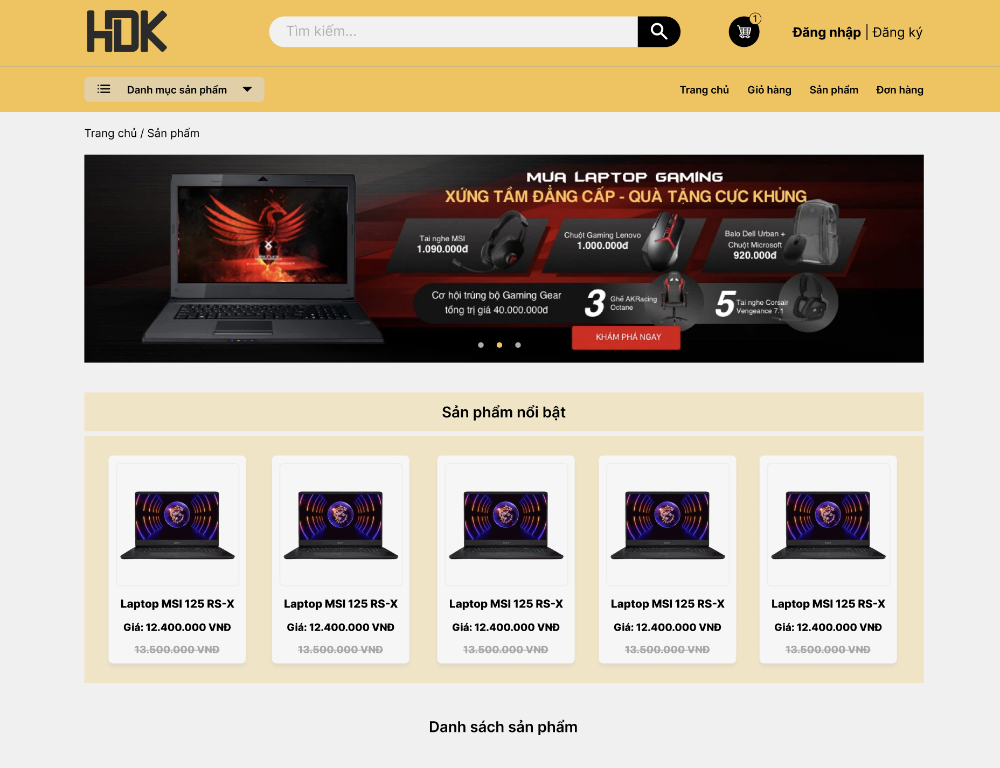 HDK
Tìm kiếm...
1
Đăng nhập | Đăng ký
Danh mục sản phẩm
Trang chủ
Giỏ hàng
Sản phẩm
Đơn hàng
Trang chủ / Sản phẩm
MUA LAPTOP GAMING
XỨNG TẦM ĐẲNG CẤP - QUÀ TẶNG CỰC KHỦNG
Tai nghe MSI
1.090.000đ
Chuột Gaming Lenovo
1.000.000đ
Balo Dell Urban +
Chuột Microsoft
920.000đ
Cơ hội trúng bộ Gaming Gear
tổng trị giá 40.000.000đ
3
Ghế AKRacing
Octane
5
Tai nghe Corsair
Vengeance 7.1
KHÁM PHÁ NGAY
Sản phẩm nổi bật
Laptop MSI 125 RS-X
Giá: 12.400.000 VNĐ
13.500.000 VNĐ
Laptop MSI 125 RS-X
Giá: 12.400.000 VNĐ
13.500.000 VNĐ
Laptop MSI 125 RS-X
Giá: 12.400.000 VNĐ
13.500.000 VNĐ
Laptop MSI 125 RS-X
Giá: 12.400.000 VNĐ
13.500.000 VNĐ
Laptop MSI 125 RS-X
Giá: 12.400.000 VNĐ
13.500.000 VNĐ
Danh sách sản phẩm